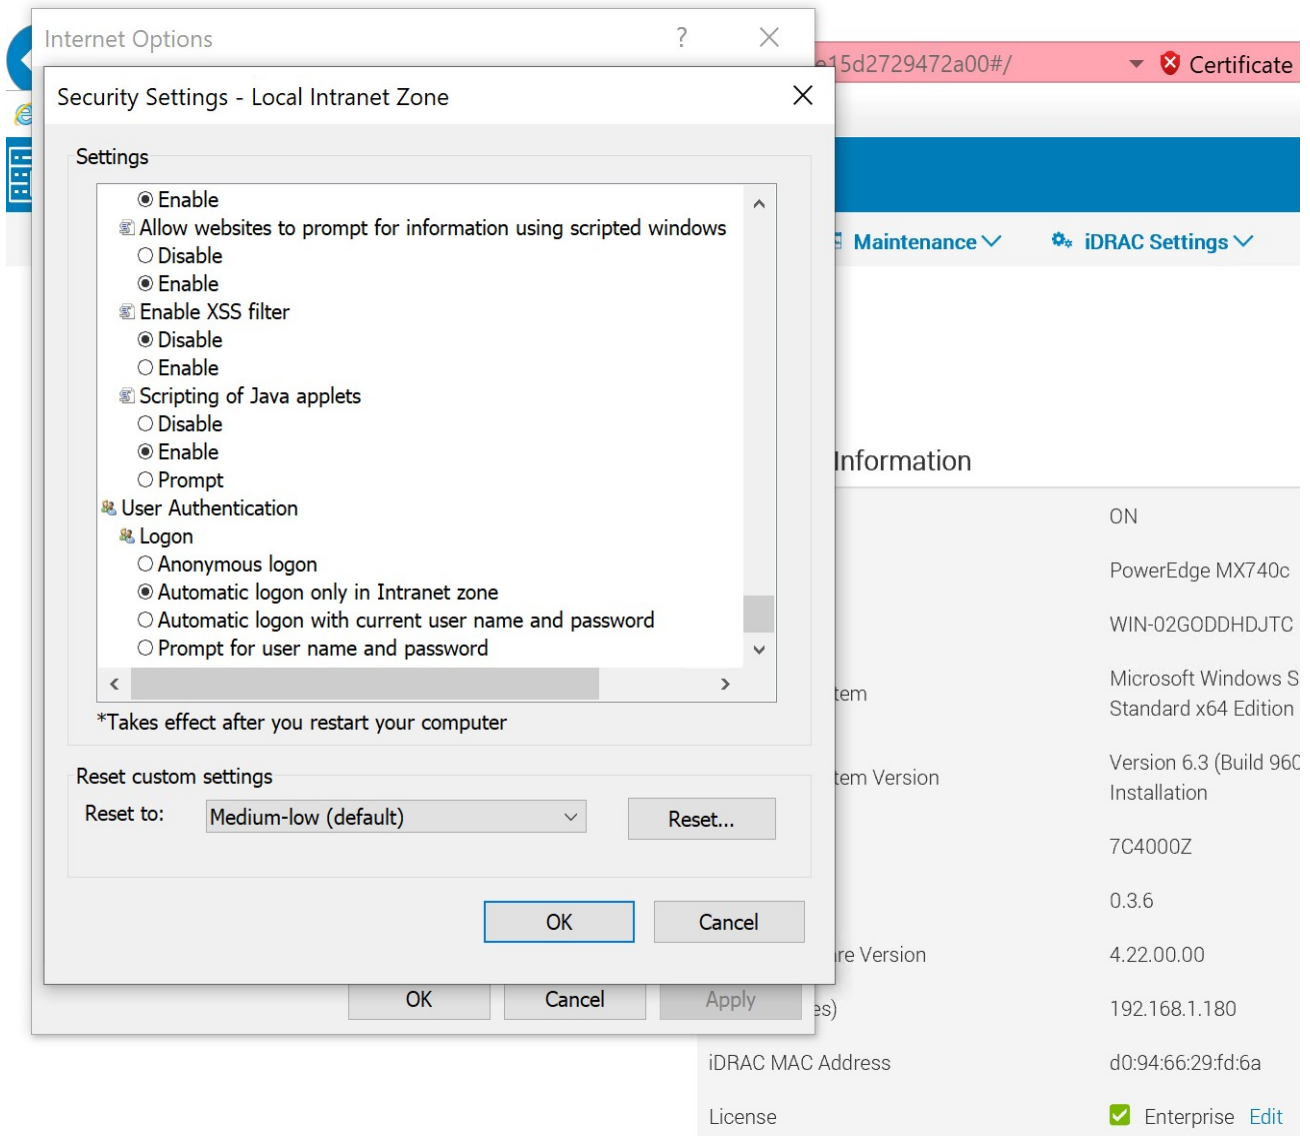 Internet Options
?
e15d2729472a00#/
Certificate
Security Settings - Local Intranet Zone
Settings
Enable
Allow websites to prompt for information using scripted windows
Disable
Enable
Enable XSS filter
Disable
Enable
Scripting of Java applets
Disable
Enable
Prompt
User Authentication
Logon
Anonymous logon
Automatic logon only in Intranet zone
Automatic logon with current user name and password
Prompt for user name and password
*Takes effect after you restart your computer
Reset custom settings
Reset to:
Medium-low (default)
Reset...
OK
Cancel
OK
Cancel
Apply
Maintenance
iDRAC Settings
Information
ON
PowerEdge MX740c
WIN-02GODDHDJTC
tem
Microsoft Windows S
Standard x64 Edition
tem Version
Version 6.3 (Build 960
Installation
7C4000Z
0.3.6
re Version
4.22.00.00
es)
192.168.1.180
iDRAC MAC Address
d0:94:66:29:fd:6a
License
Enterprise Edit